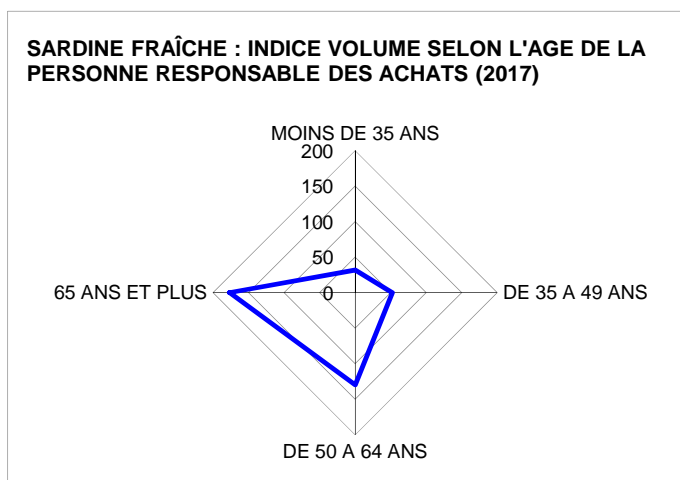 SARDINE FRAÎCHE : INDICE VOLUME SELON L'AGE DE LA
PERSONNE RESPONSABLE DES ACHATS (2017)
MOINS DE 35 ANS
200
150
100
50
0
65 ANS ET PLUS
DE 35 A 49 ANS
DE 50 A 64 ANS